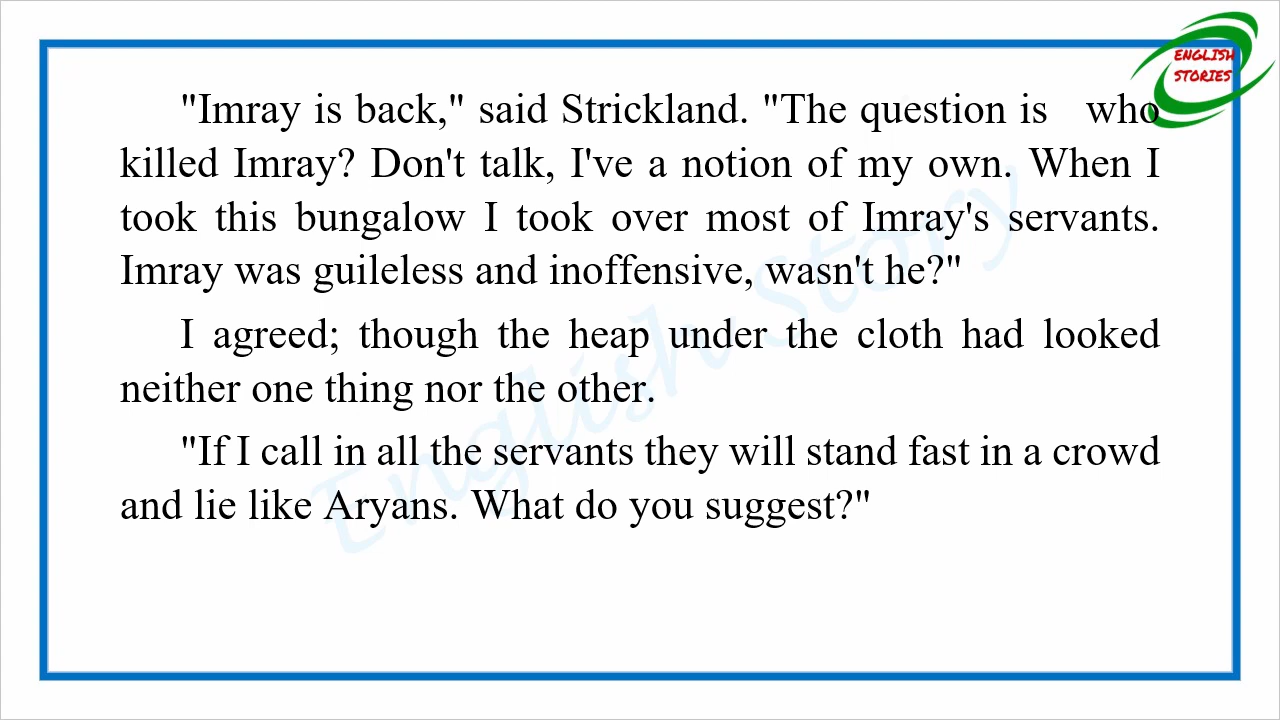 ENGLISH
STORIES
"Imray is back," said Strickland. "The question is who
killed Imray? Don't talk, I've a notion of my own. When I
took this bungalow I took over most of Imray's servants.
Imray was guileless and inoffensive, wasn't he?"
I agreed; though the heap under the cloth had looked
neither one thing nor the other.
"If I call in all the servants they will stand fast in a crowd
and lie like Aryans. What do you suggest?"
English Story